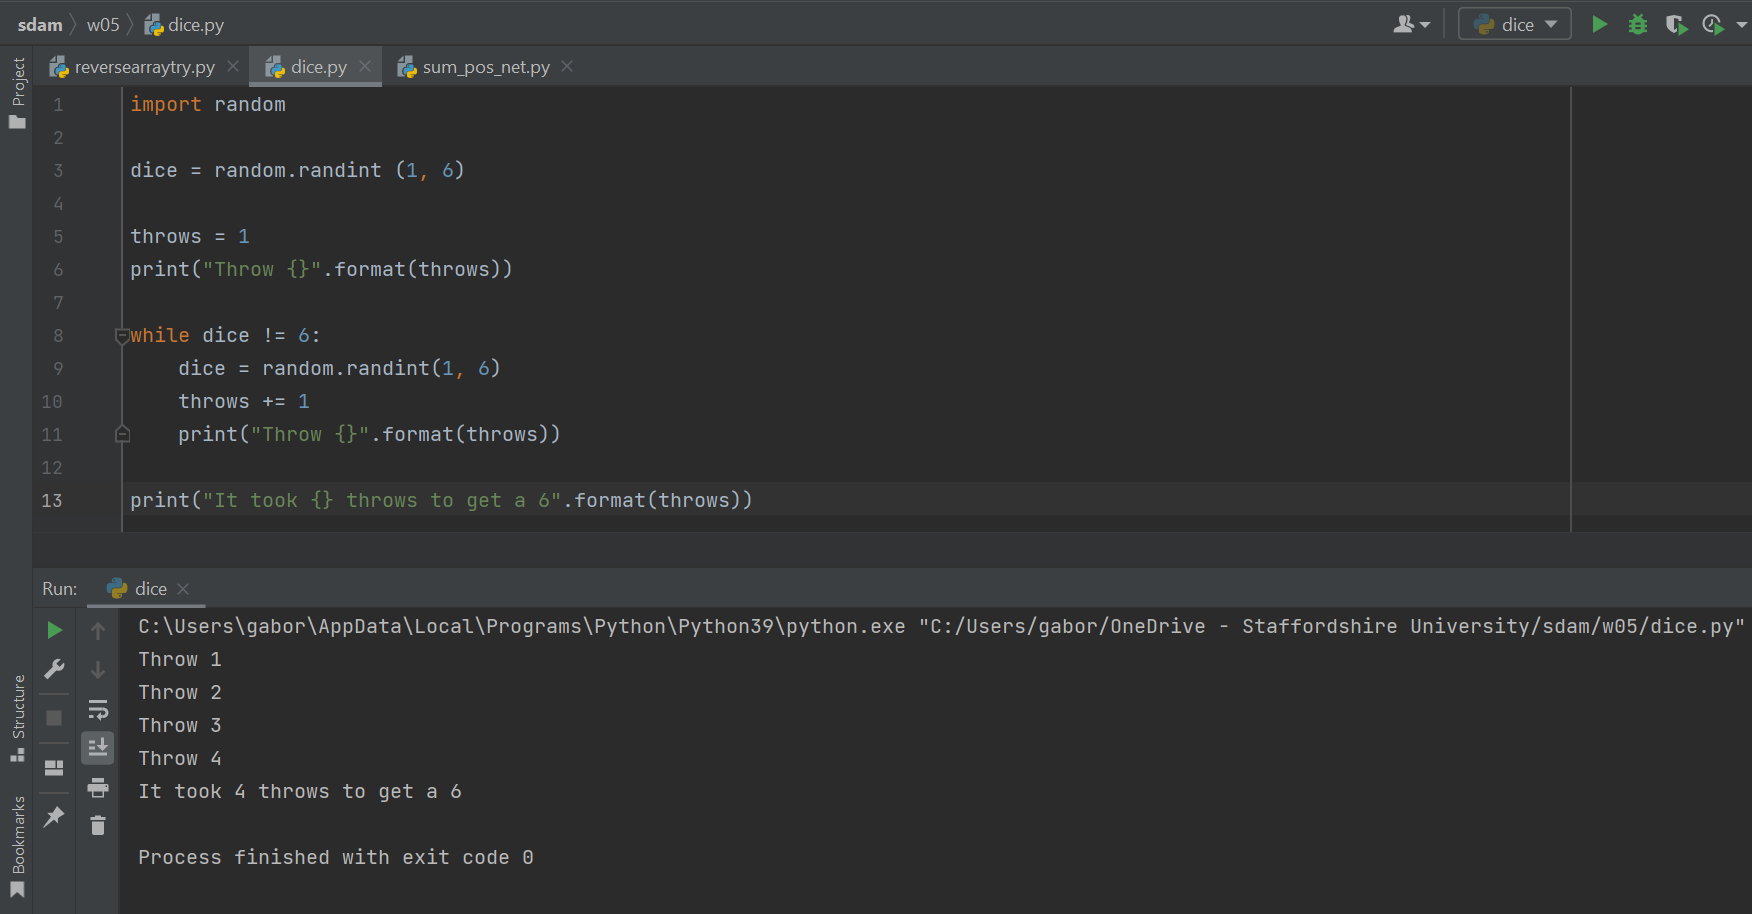 sdam w05 dice.py
dice
reversearraytry.py dice.py sum_pos_net.py
Project
1 import random
2
3 dice = random.randint (1, 6)
4
5 throws = 1
6 print("Throw {}".format(throws))
7
8 while dice != 6:
9 dice = random.randint(1, 6)
10 throws += 1
11 print("Throw {}".format(throws))
12
13 print("It took {} throws to get a 6".format(throws))
Run: dice
C:\Users\gabor\AppData\Local\Programs\Python\Python39\python.exe "C:/Users/gabor/OneDrive - Staffordshire University/sdam/w05/dice.py"
Throw 1
Throw 2
Throw 3
Throw 4
It took 4 throws to get a 6
Process finished with exit code 0
Structure
Bookmarks